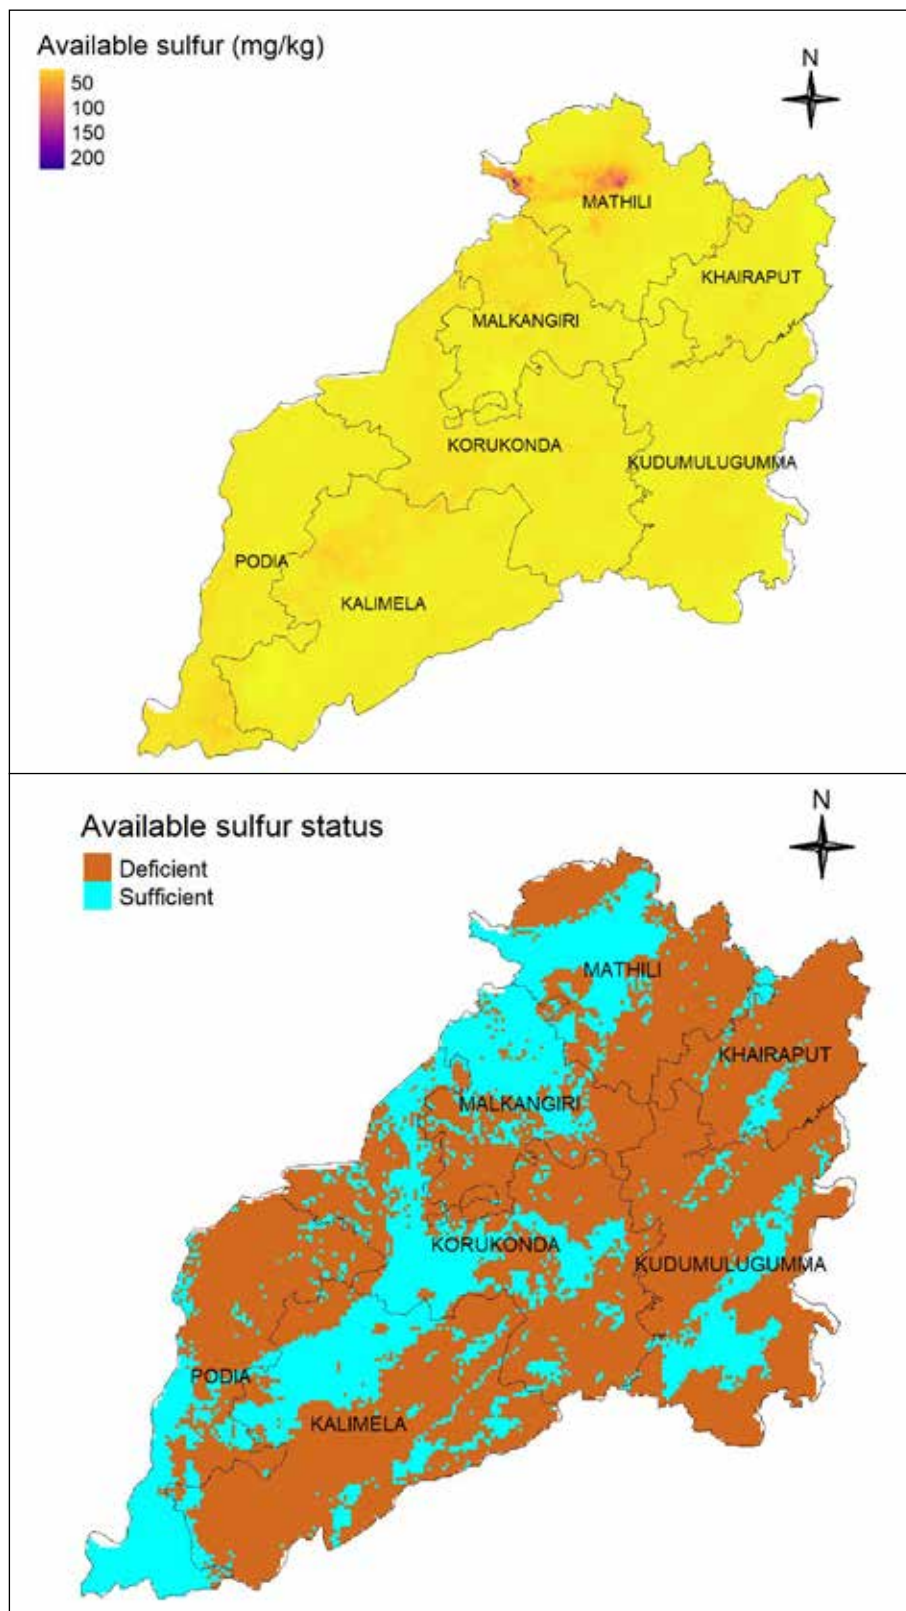 Available sulfur (mg/kg)
50
100
150
200
N
MATHILI
KHAIRAPUT
MALKANGIRI
KORUKONDA
KUDUMULUGUMMA
PODIA
KALIMELA
N
Available sulfur status
Deficient
Sufficient
MATHILI
KHAIRAPUT
MALKANGIRI
KORUKONDA
KUDUMULUGUMMA
PODIA
KALIMELA